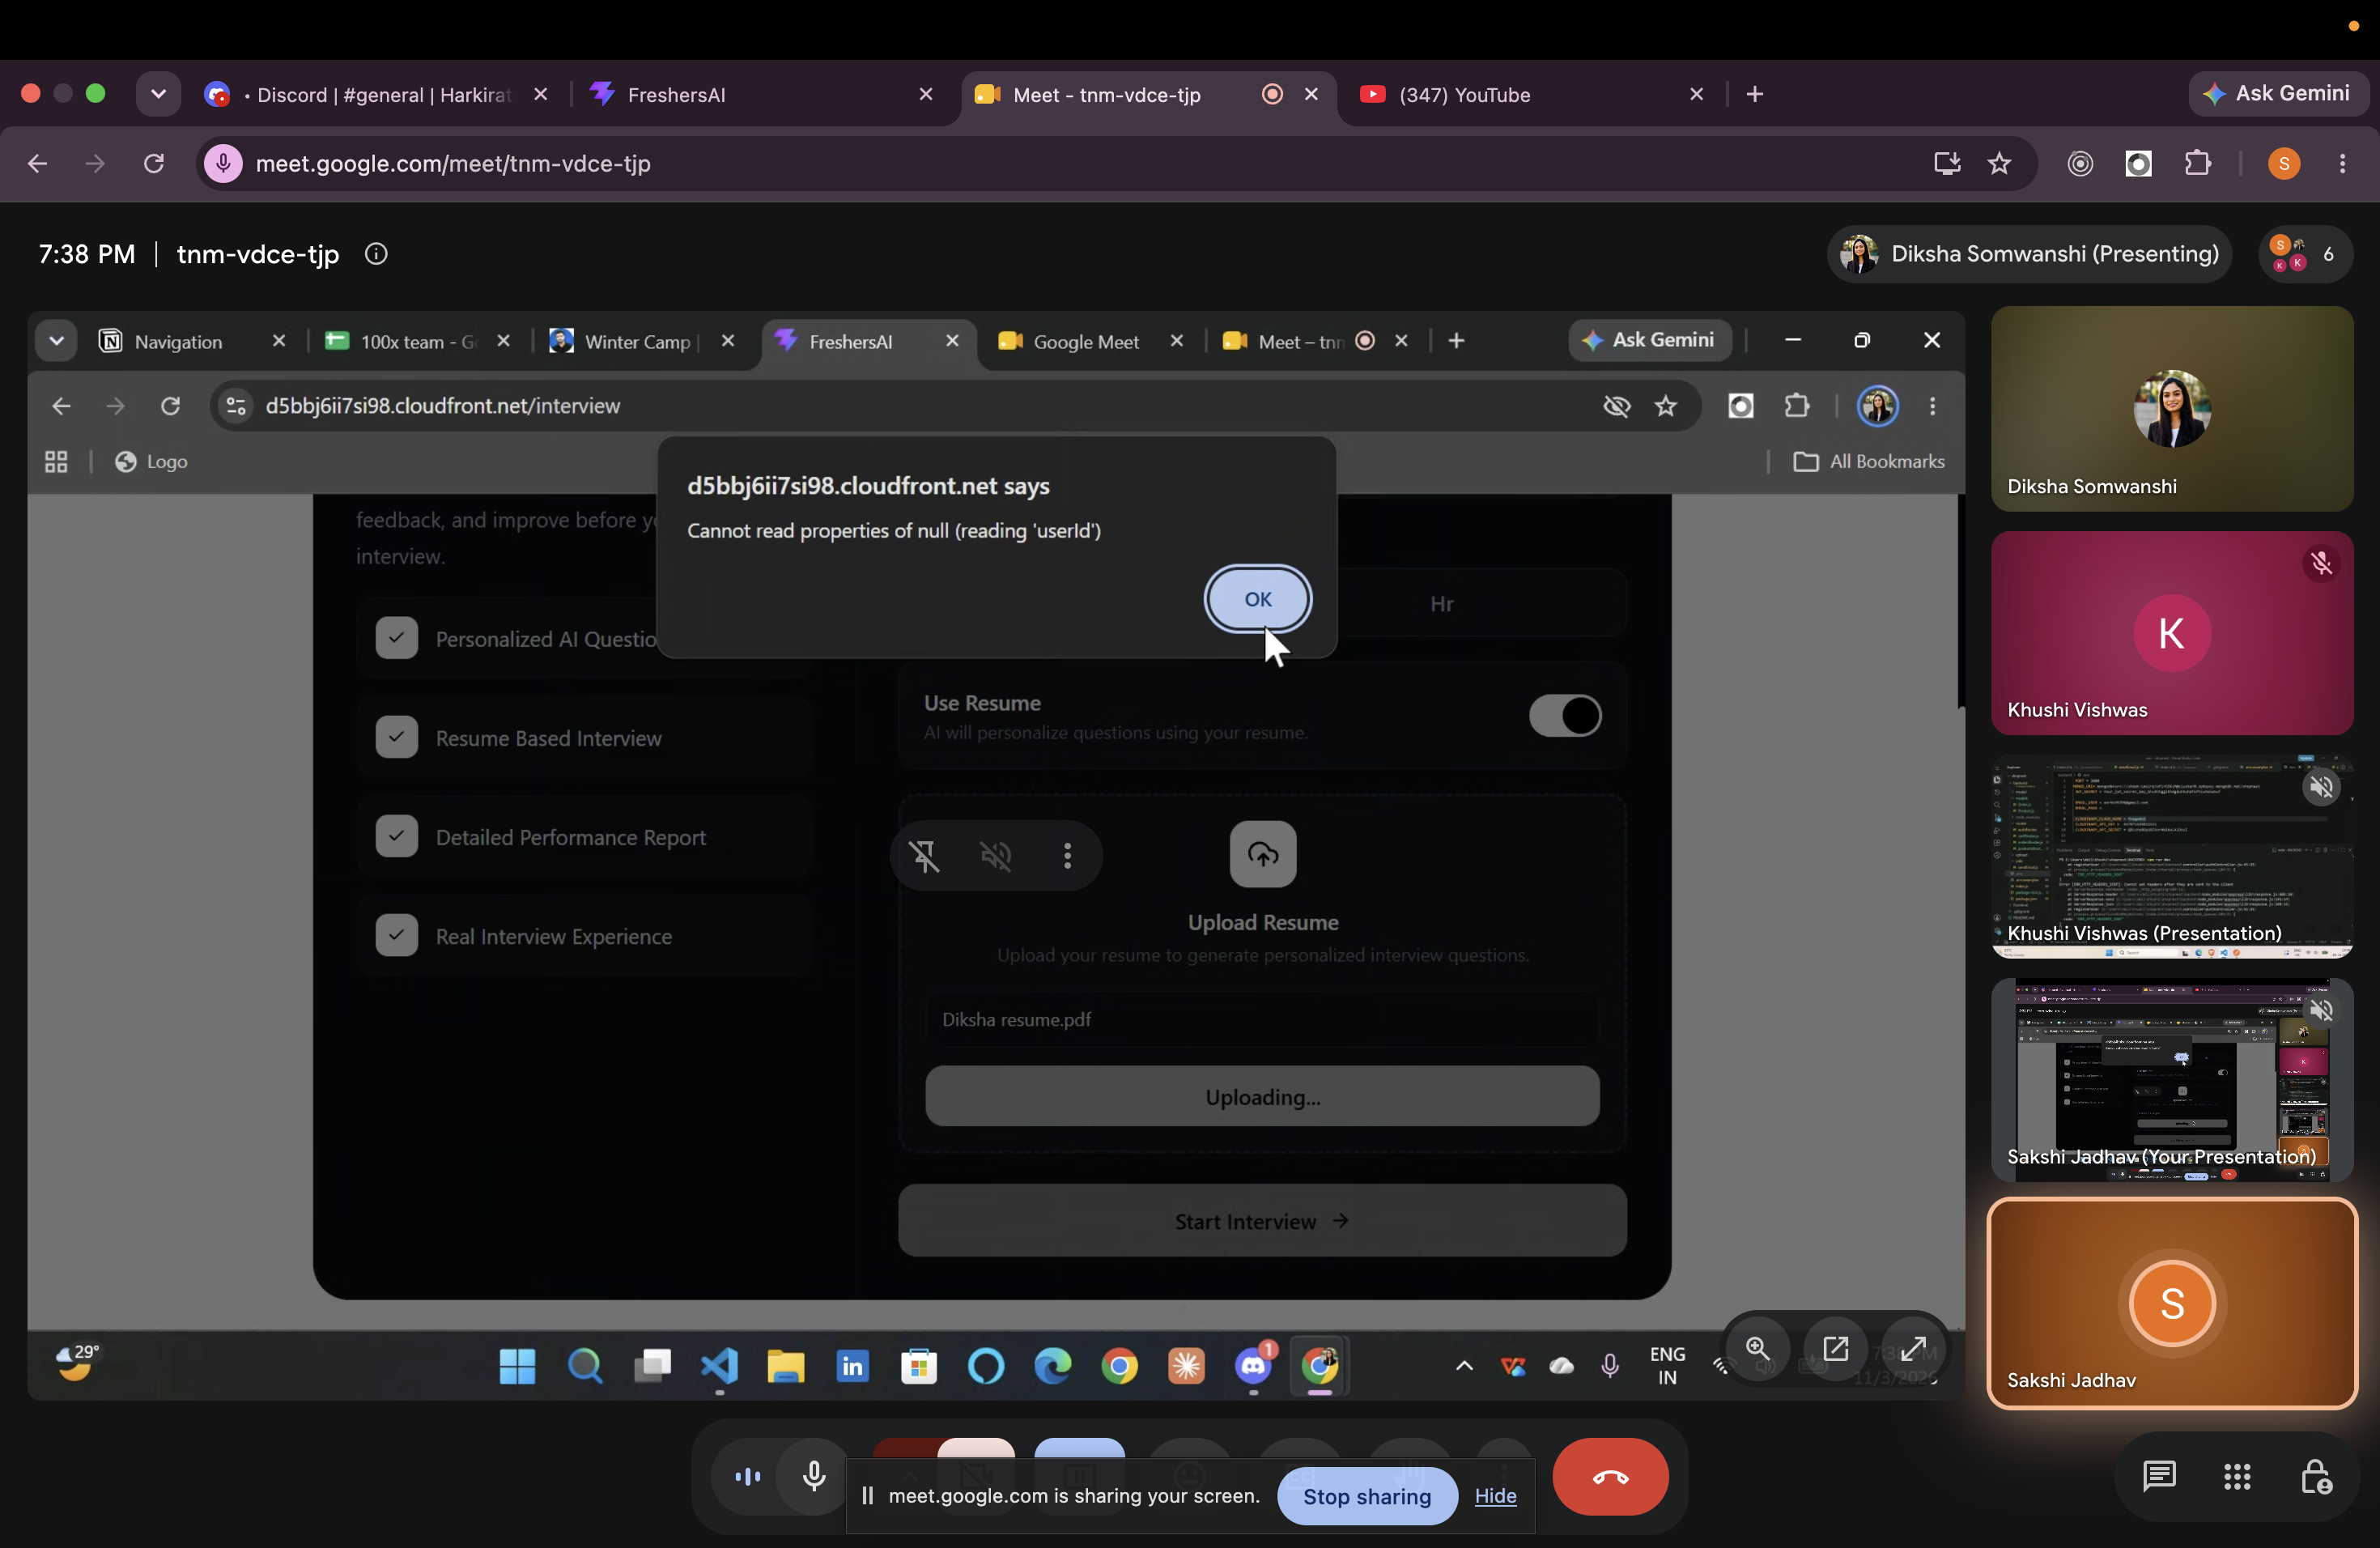 • Discord | #general | Harkirat
FreshersAI
Meet - tnm-vdce-tjp
(347) YouTube
Ask Gemini
meet.google.com/meet/tnm-vdce-tjp
S
7:38 PM | tnm-vdce-tjp
Diksha Somwanshi (Presenting)
S
K
K
6
Navigation
100x team - G
Winter Camp |
FreshersAI
Google Meet
Meet – tnn
Ask Gemini
d5bbj6ii7si98.cloudfront.net/interview
Logo
All Bookmarks
d5bbj6ii7si98.cloudfront.net says
Cannot read properties of null (reading 'userId')
OK
feedback, and improve before yo
interview.
Personalized AI Questio
Resume Based Interview
Detailed Performance Report
Real Interview Experience
Hr
Use Resume
AI will personalize questions using your resume.
Upload Resume
Upload your resume to generate personalized interview questions.
Diksha resume.pdf
Uploading...
Start Interview →
29°
1
ENG
IN
11/3/2026
Diksha Somwanshi
K
Khushi Vishwas
Khushi Vishwas (Presentation)
Sakshi Jadhav (Your Presentation)
S
Sakshi Jadhav
meet.google.com is sharing your screen.
Stop sharing
Hide